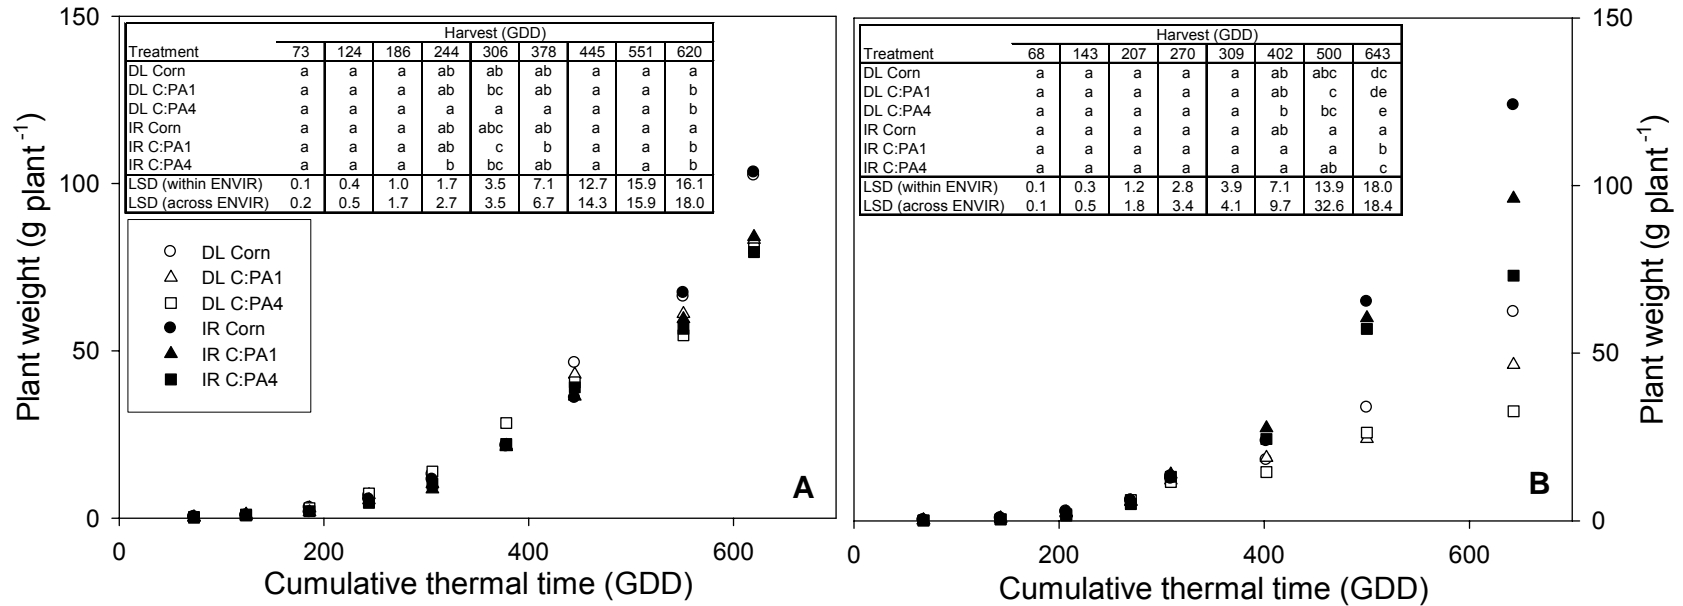 150
Harvest (GDD)
Treatment 73 124 186 244 306 378 445 551 620
DL Corn a a a ab ab ab a a a
DL C:PA1 a a a ab bc ab a a b
DL C:PA4 a a a a a a a a b
IR Corn a a a ab abc ab a a a
IR C:PA1 a a a ab c b a a b
IR C:PA4 a a a b bc ab a a b
LSD (within ENVIR) 0.1 0.4 1.0 1.7 3.5 7.1 12.7 15.9 16.1
LSD (across ENVIR) 0.2 0.5 1.7 2.7 3.5 6.7 14.3 15.9 18.0
100
50
0
Plant weight (g plant-1)
DL Corn
DL C:PA1
DL C:PA4
IR Corn
IR C:PA1
IR C:PA4
A
0 200 400 600
Cumulative thermal time (GDD)
Harvest (GDD)
Treatment 68 143 207 270 309 402 500 643
DL Corn a a a a a ab abc dc
DL C:PA1 a a a a a ab c de
DL C:PA4 a a a a a b bc e
IR Corn a a a a a ab a a
IR C:PA1 a a a a a a a b
IR C:PA4 a a a a a a ab c
LSD (within ENVIR) 0.1 0.3 1.2 2.8 3.9 7.1 13.9 18.0
LSD (across ENVIR) 0.1 0.5 1.8 3.4 4.1 9.7 32.6 18.4
B
150
100
50
0
Plant weight (g plant-1)
0 200 400 600
Cumulative thermal time (GDD)